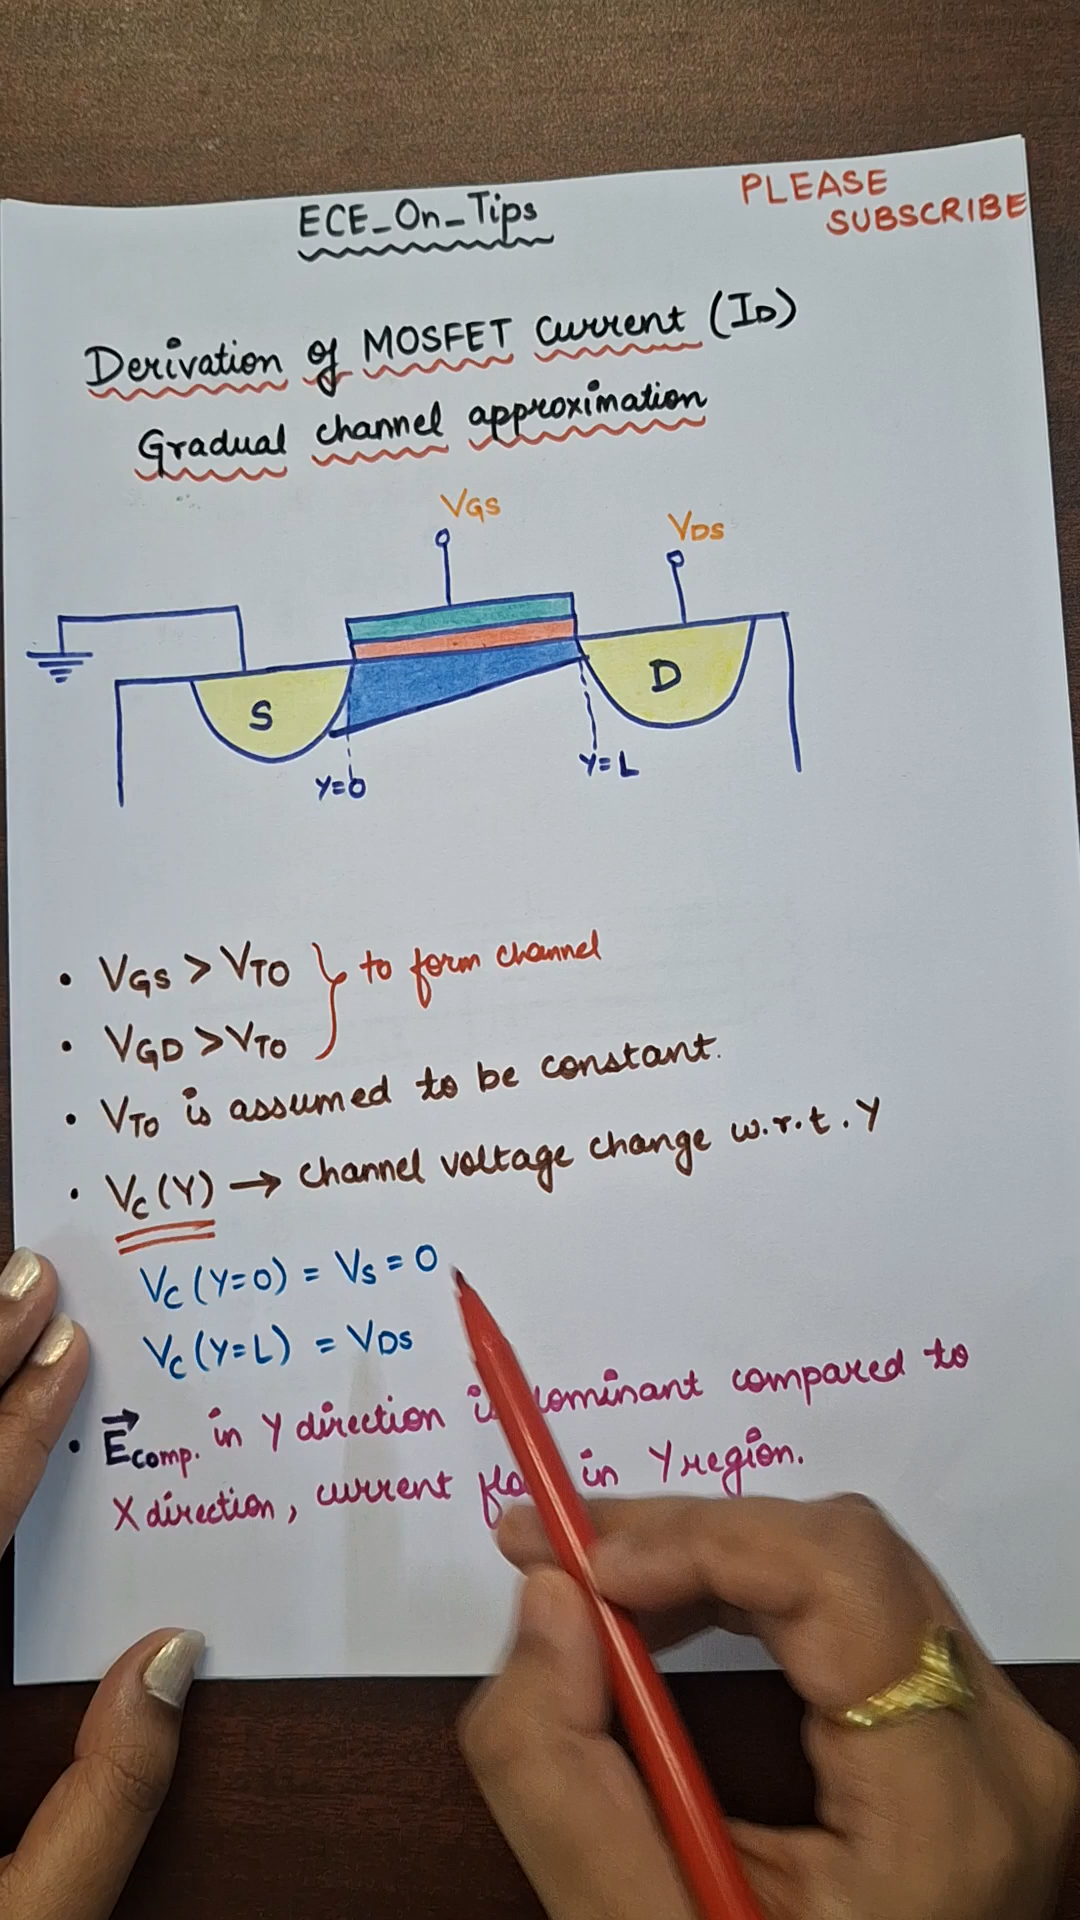 ECE_On_Tips
PLEASE
SUBSCRIBE
Derivation of MOSFET Current (ID)
Gradual channel approximation
VGS
VDS
S
D
Y=0
Y=L
• VGS > VTO } to form channel
• VGD > VTO
• VTO is assumed to be constant.
• VC (Y) → Channel voltage change w.r.t. Y
VC (Y=0) = VS = 0
VC (Y=L) = VDS
• E⃗comp. in Y direction dominant compared to
X direction, current in Y region.